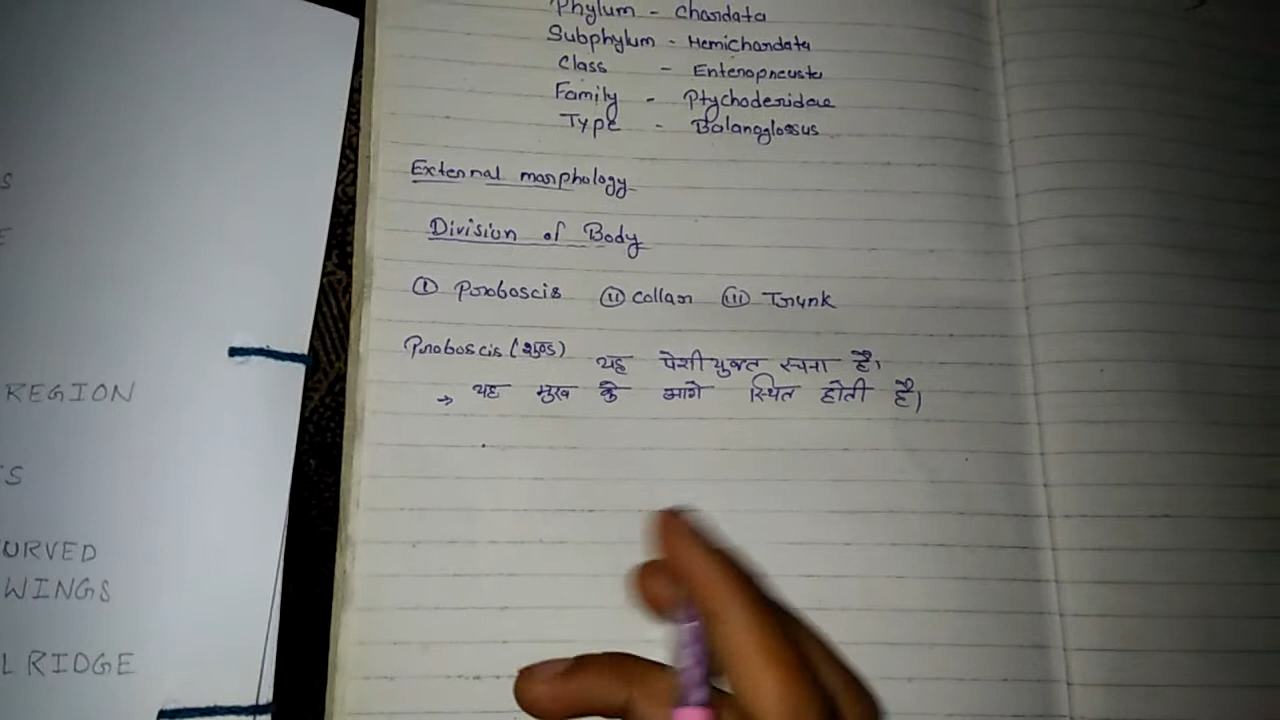 Phylum - Chordata
Subphylum - Hemichordata
Class - Enteropneusta
Family - Ptychoderidae
Type - Balanoglossus
External morphology
Division of Body
(i) Proboscis (ii) Collar (iii) Trunk
Proboscis (शुण्ड) यह पेशीयुक्त रचना है।
→ यह मुख के आगे स्थित होती है।
S
E
REGION
S
URVED
WINGS
L RIDGE